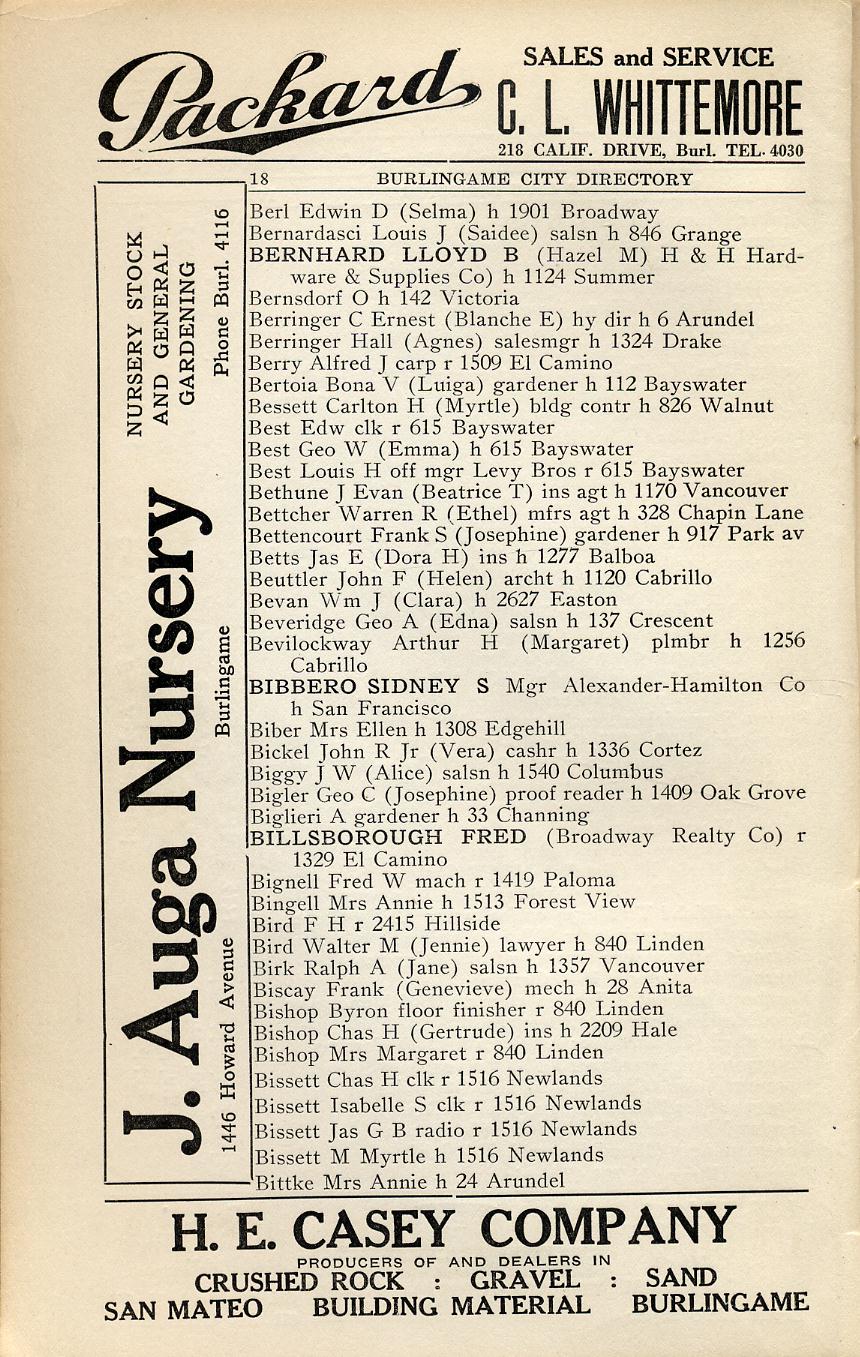 Packard
SALES and SERVICE
C. L. WHITTEMORE
218 CALIF. DRIVE, Burl. TEL. 4030
18 BURLINGAME CITY DIRECTORY
NURSERY STOCK
AND GENERAL
GARDENING
Phone Burl. 4116
J. Auga Nursery
1446 Howard Avenue Burlingame
Berl Edwin D (Selma) h 1901 Broadway
Bernardasci Louis J (Saidee) salsn h 846 Grange
BERNHARD LLOYD B (Hazel M) H & H Hard-
ware & Supplies Co) h 1124 Summer
Bernsdorf O h 142 Victoria
Berringer C Ernest (Blanche E) hy dir h 6 Arundel
Berringer Hall (Agnes) salesmgr h 1324 Drake
Berry Alfred J carp r 1509 El Camino
Bertoia Bona V (Luiga) gardener h 112 Bayswater
Bessett Carlton H (Myrtle) bldg contr h 826 Walnut
Best Edw clk r 615 Bayswater
Best Geo W (Emma) h 615 Bayswater
Best Louis H off mgr Levy Bros r 615 Bayswater
Bethune J Evan (Beatrice T) ins agt h 1170 Vancouver
Bettcher Warren R (Ethel) mfrs agt h 328 Chapin Lane
Bettencourt Frank S (Josephine) gardener h 917 Park av
Betts Jas E (Dora H) ins h 1277 Balboa
Beuttler John F (Helen) archt h 1120 Cabrillo
Bevan Wm J (Clara) h 2627 Easton
Beveridge Geo A (Edna) salsn h 137 Crescent
Bevilockway Arthur H (Margaret) plmbr h 1256
Cabrillo
BIBBERO SIDNEY S Mgr Alexander-Hamilton Co
h San Francisco
Biber Mrs Ellen h 1308 Edgehill
Bickel John R Jr (Vera) cashr h 1336 Cortez
Biggy J W (Alice) salsn h 1540 Columbus
Bigler Geo C (Josephine) proof reader h 1409 Oak Grove
Biglieri A gardener h 33 Channing
BILLSBOROUGH FRED (Broadway Realty Co) r
1329 El Camino
Bignell Fred W mach r 1419 Paloma
Bingell Mrs Annie h 1513 Forest View
Bird F H r 2415 Hillside
Bird Walter M (Jennie) lawyer h 840 Linden
Birk Ralph A (Jane) salsn h 1357 Vancouver
Biscay Frank (Genevieve) mech h 28 Anita
Bishop Byron floor finisher r 840 Linden
Bishop Chas H (Gertrude) ins h 2209 Hale
Bishop Mrs Margaret r 840 Linden
Bissett Chas H clk r 1516 Newlands
Bissett Isabelle S clk r 1516 Newlands
Bissett Jas G B radio r 1516 Newlands
Bissett M Myrtle h 1516 Newlands
Bittke Mrs Annie h 24 Arundel
H. E. CASEY COMPANY
PRODUCERS OF AND DEALERS IN
CRUSHED ROCK : GRAVEL : SAND
SAN MATEO BUILDING MATERIAL BURLINGAME